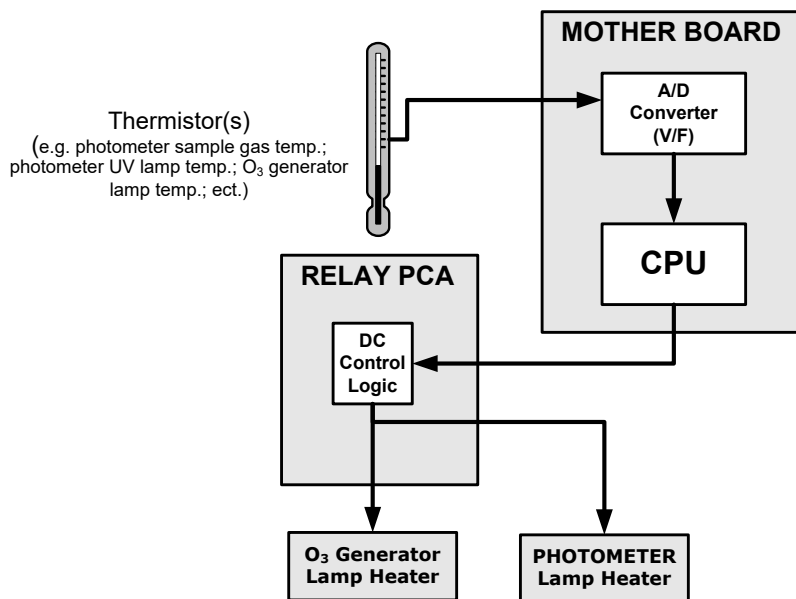 MOTHER BOARD
A/D
Converter
(V/F)
Thermistor(s)
(e.g. photometer sample gas temp.;
photometer UV lamp temp.; O₃ generator
lamp temp.; ect.)
CPU
RELAY PCA
DC
Control
Logic
O₃ Generator
Lamp Heater
PHOTOMETER
Lamp Heater